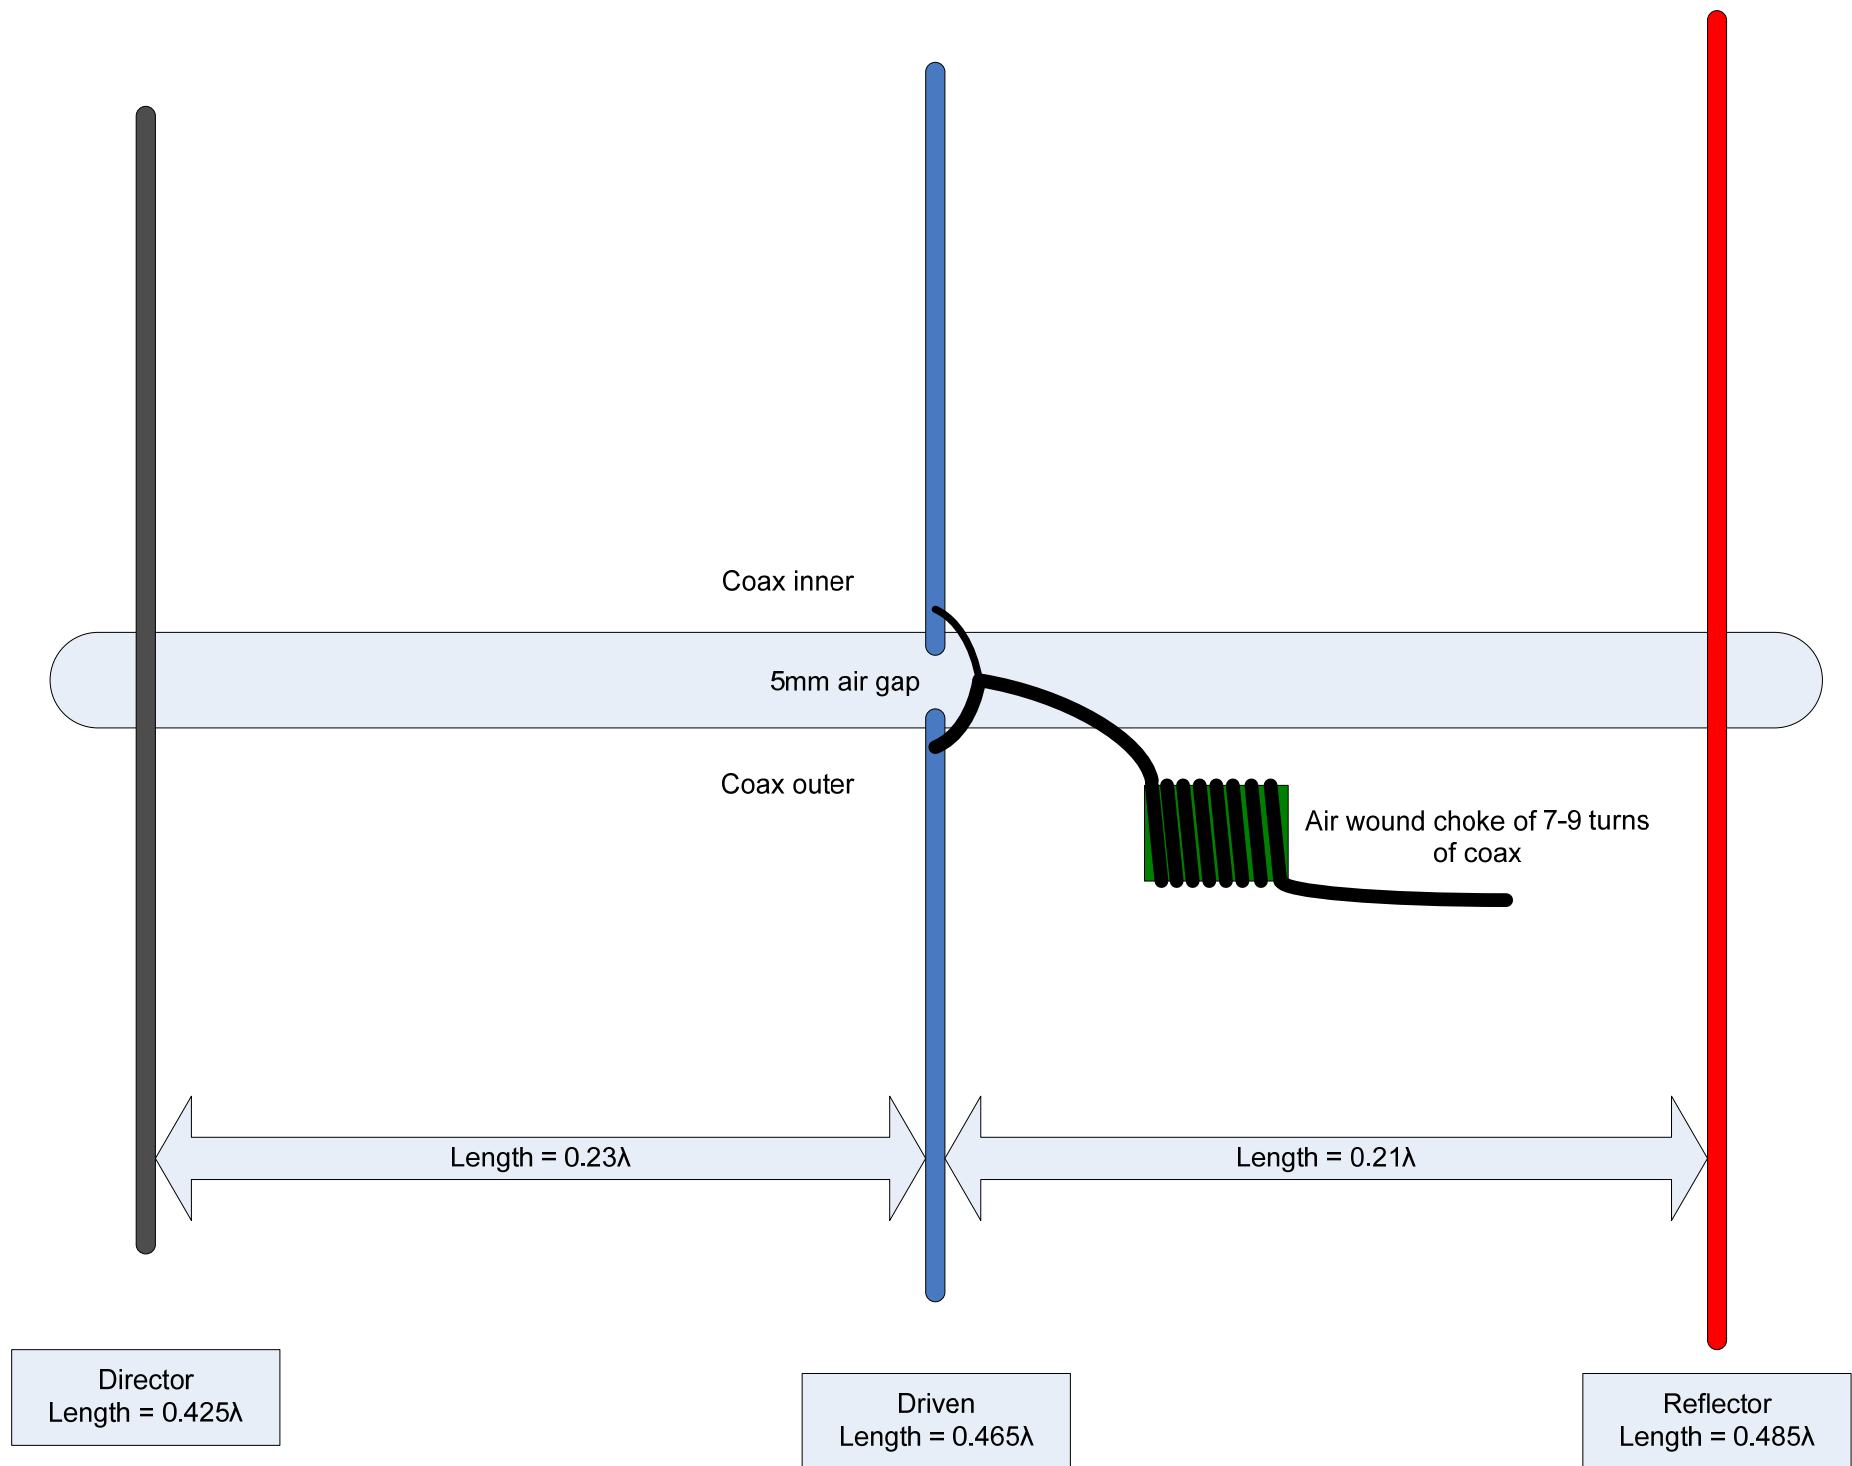 Coax inner
5mm air gap
Coax outer
Air wound choke of 7-9 turns
of coax
Length = 0.23λ
Length = 0.21λ
Director
Length = 0.425λ
Driven
Length = 0.465λ
Reflector
Length = 0.485λ